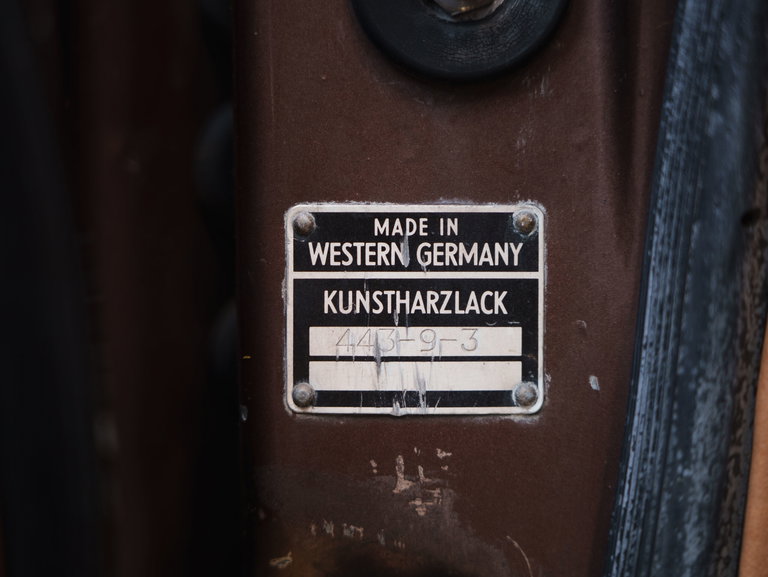 MADE IN
WESTERN GERMANY
KUNSTHARZLACK
443-9-3